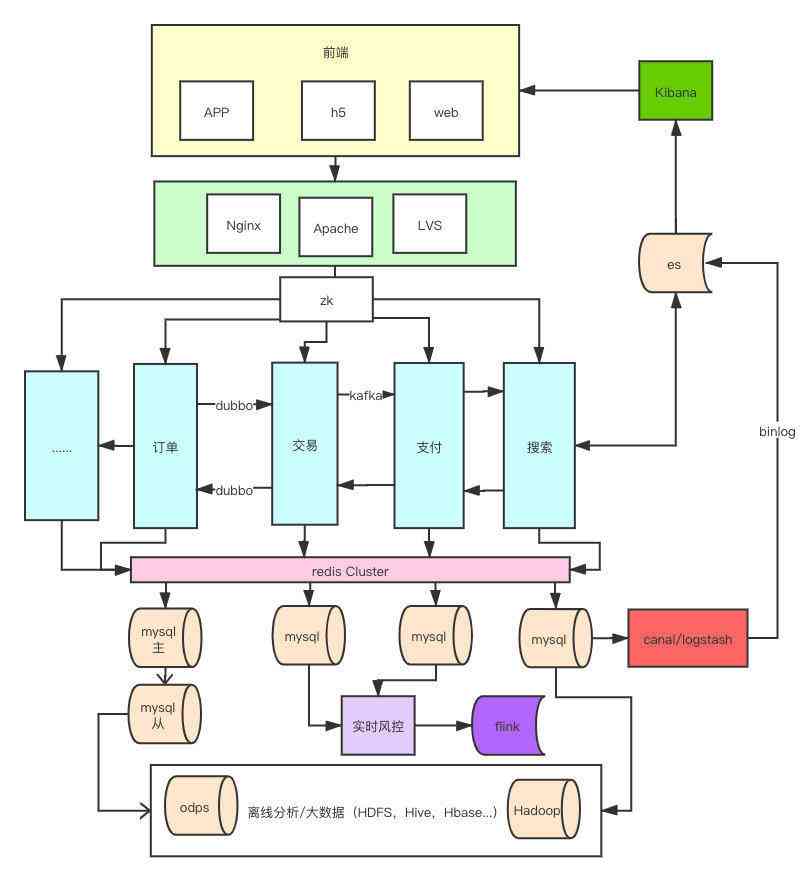 前端
APP
h5
web
Kibana
Nginx
Apache
LVS
es
zk
......
订单
dubbo
dubbo
交易
kafka
支付
搜索
binlog
redis Cluster
mysql
主
mysql
mysql
mysql
canal/logstash
mysql
从
实时风控
flink
odps
离线分析/大数据（HDFS，Hive，Hbase...）
Hadoop